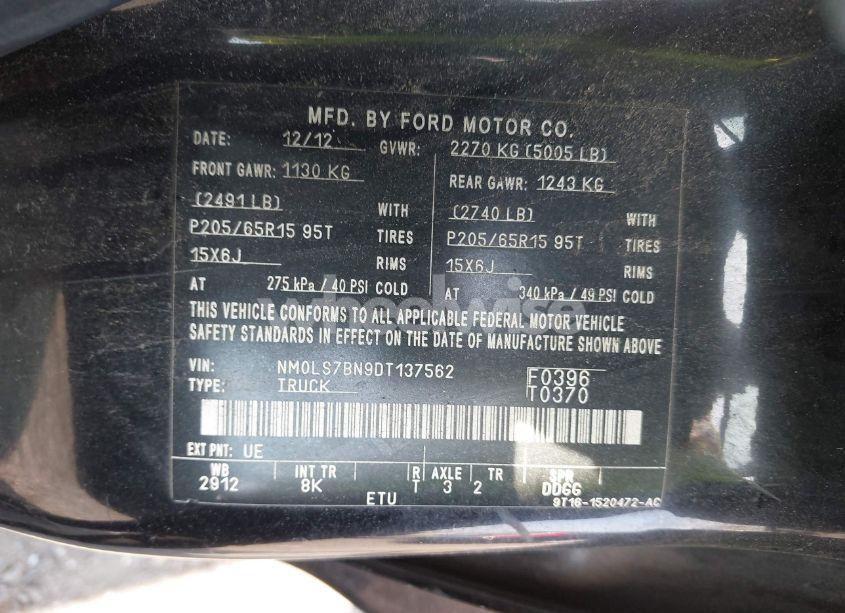 MFD. BY FORD MOTOR CO.
DATE: 12/12 GVWR: 2270 KG (5005 LB)
FRONT GAWR: 1130 KG REAR GAWR: 1243 KG
(2491 LB) WITH (2740 LB) WITH
P205/65R15 95T TIRES P205/65R15 95T TIRES
15X6J RIMS 15X6J RIMS
AT 275 kPa / 40 PSI COLD AT 340 kPa / 49 PSI COLD
wheelwise
THIS VEHICLE CONFORMS TO ALL APPLICABLE FEDERAL MOTOR VEHICLE
SAFETY STANDARDS IN EFFECT ON THE DATE OF MANUFACTURE SHOWN ABOVE
VIN: NM0LS7BN9DT137562 F0396
TYPE: TRUCK T0370
EXT PNT: UE
WB INT TR R AXLE TR SPR
2912 8K T 3 2 DDGG
ETU 9T16-1520472-AC